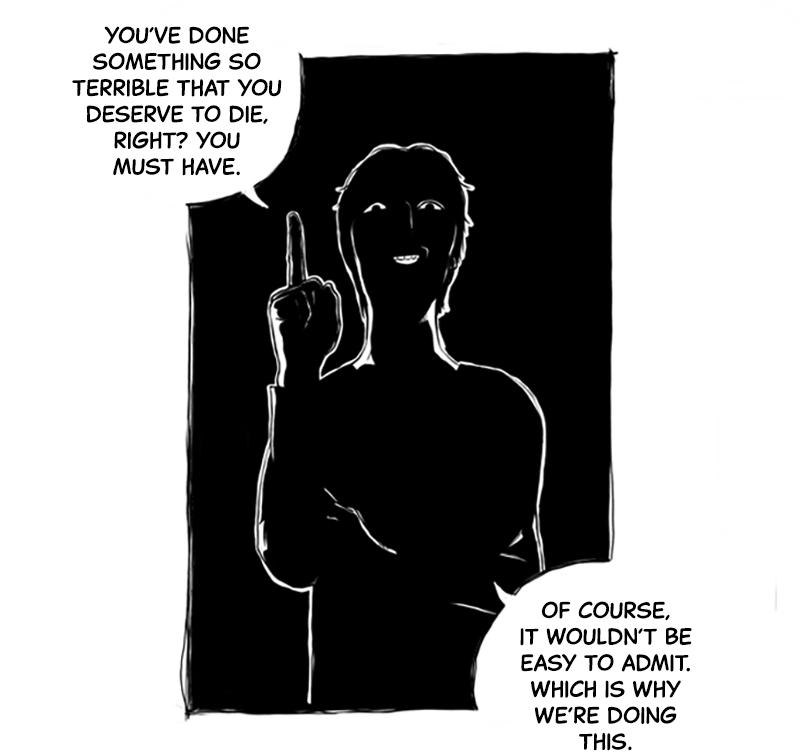 YOU'VE DONE
SOMETHING SO
TERRIBLE THAT YOU
DESERVE TO DIE,
RIGHT? YOU
MUST HAVE.
OF COURSE,
IT WOULDN'T BE
EASY TO ADMIT.
WHICH IS WHY
WE'RE DOING
THIS.